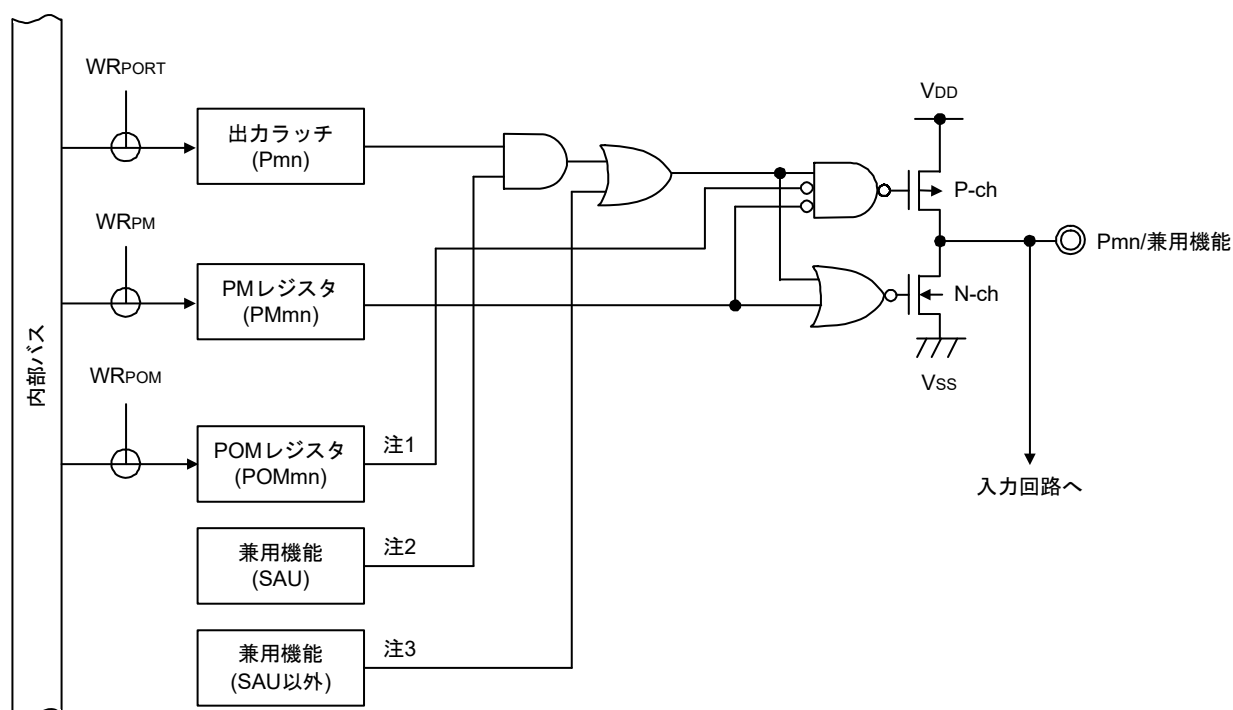 WRPORT
出力ラッチ
(Pmn)
VDD
P-ch
Pmn/兼用機能
WRPM
PMレジスタ
(PMmn)
N-ch
VSS
内部バス
WRPOM
POMレジスタ
(POMmn)
注1
入力回路へ
兼用機能
(SAU)
注2
兼用機能
(SAU以外)
注3